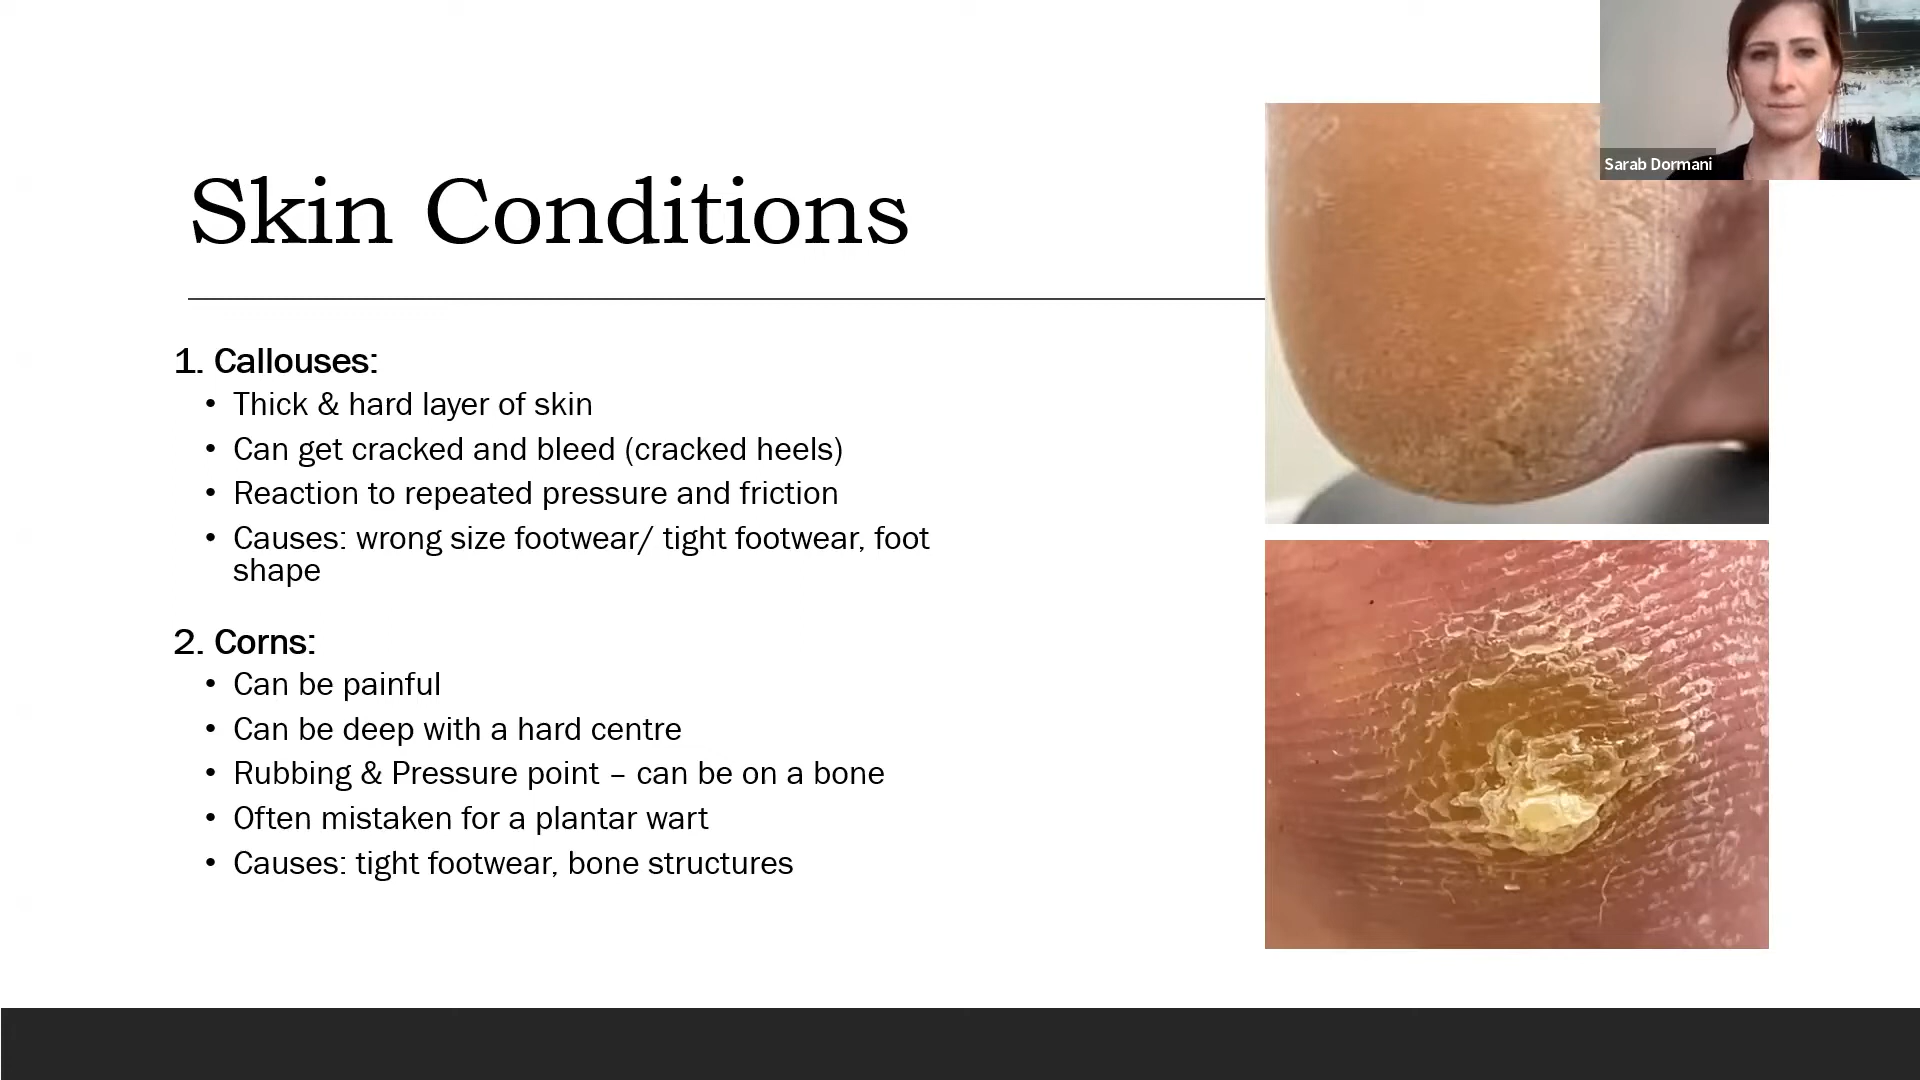 Sarab Dormani
Skin Conditions
1. Callouses:
• Thick & hard layer of skin
• Can get cracked and bleed (cracked heels)
• Reaction to repeated pressure and friction
• Causes: wrong size footwear/ tight footwear, foot
shape
2. Corns:
• Can be painful
• Can be deep with a hard centre
• Rubbing & Pressure point – can be on a bone
• Often mistaken for a plantar wart
• Causes: tight footwear, bone structures